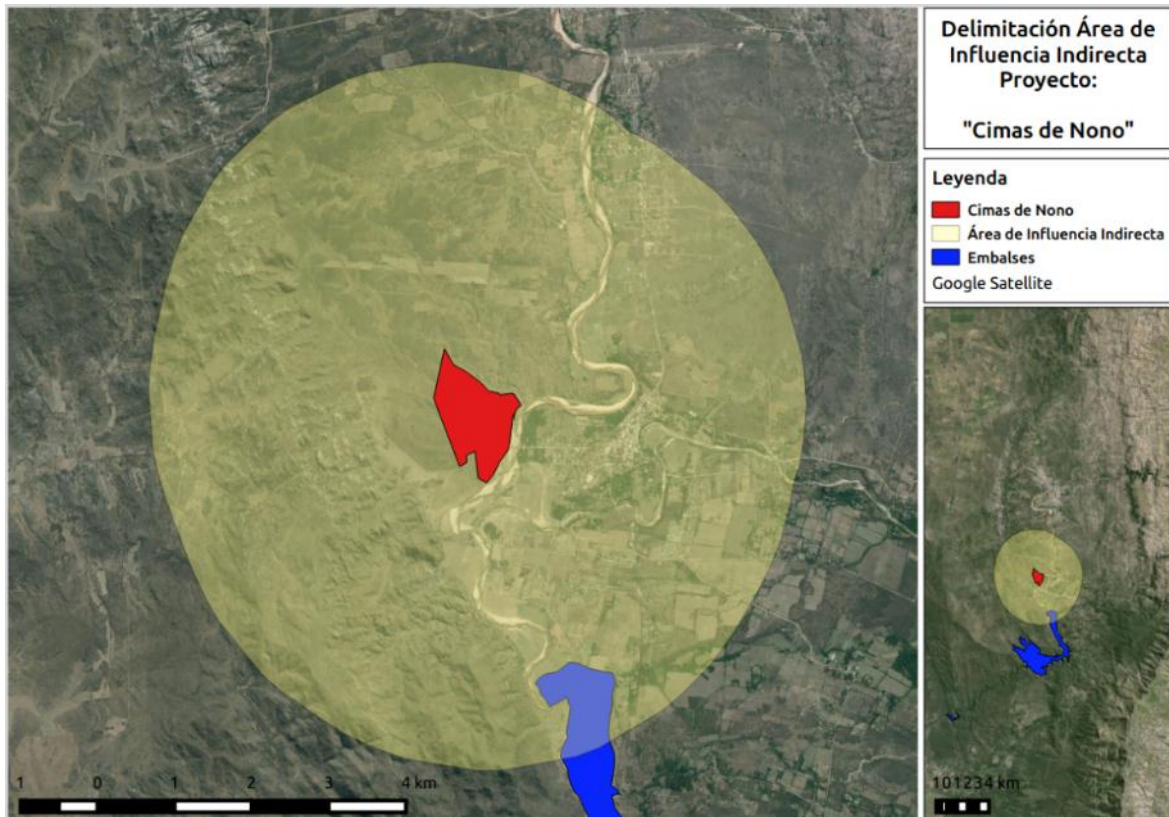 Delimitación Área de
Influencia Indirecta
Proyecto:
"Cimas de Nono"
Leyenda
Cimas de Nono
Área de Influencia Indirecta
Embalses
Google Satellite
1 0 1 2 3 4 km
101234 km